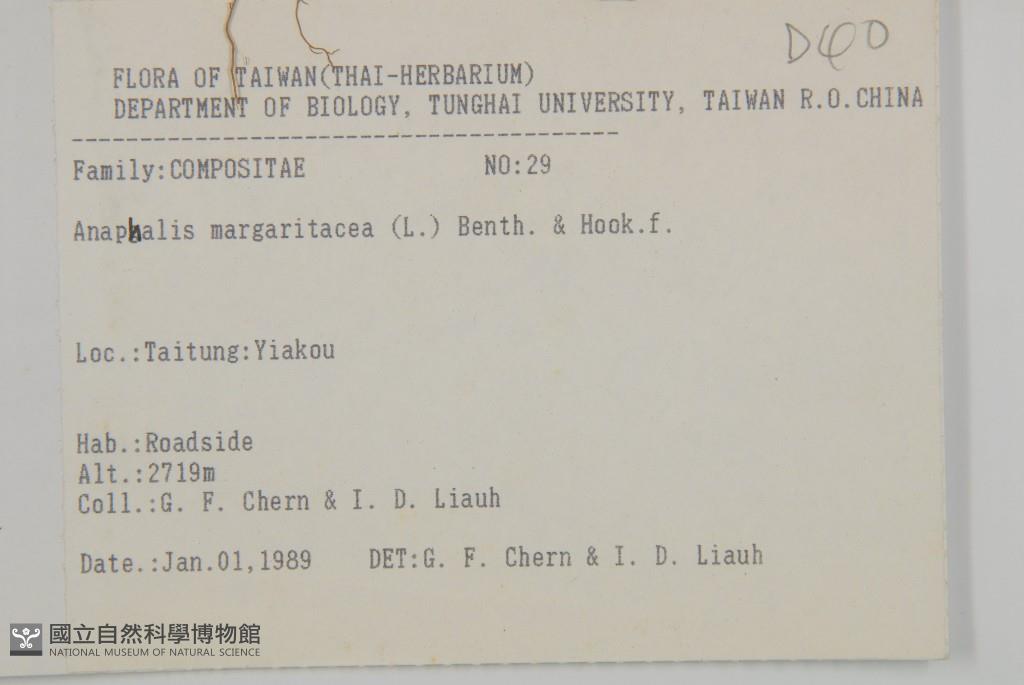 D40
FLORA OF TAIWAN(THAI-HERBARIUM)
DEPARTMENT OF BIOLOGY, TUNGHAI UNIVERSITY, TAIWAN R.O.CHINA
----------------------------------------
Family:COMPOSITAE NO:29
Anaphalis margaritacea (L.) Benth. & Hook.f.
Loc.:Taitung:Yiakou
Hab.:Roadside
Alt.:2719m
Coll.:G. F. Chern & I. D. Liauh
Date.:Jan.01,1989 DET:G. F. Chern & I. D. Liauh
國立自然科學博物館
NATIONAL MUSEUM OF NATURAL SCIENCE